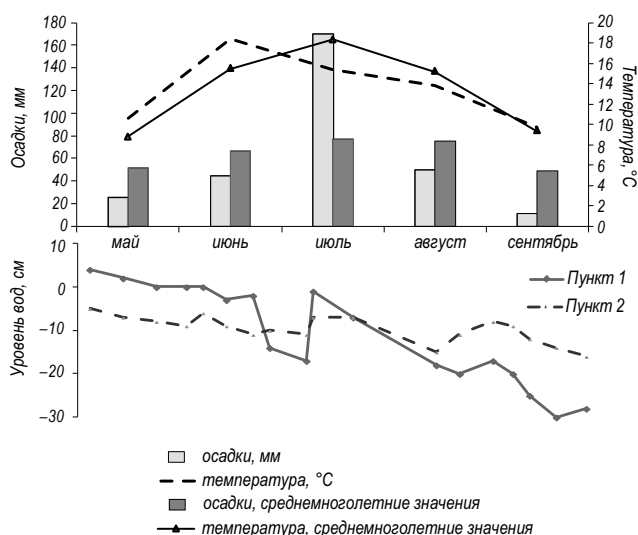 Осадки, мм
180
160
140
120
100
80
60
40
20
0
20
18
16
14
12
10
8
6
4
2
0
Температура, °С
май июнь июль август сентябрь
Уровень вод, см
10
0
–10
–20
–30
Пункт 1
Пункт 2
осадки, мм
температура, °С
осадки, среднемноголетние значения
температура, среднемноголетние значения